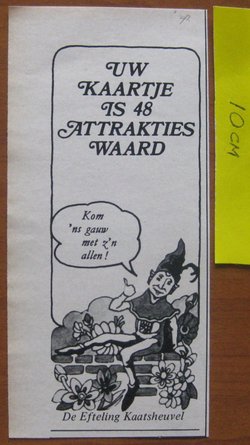 UW
KAARTJE
IS 48
ATTRAKTIES
WAARD
Kom
'ns gauw
met z'n
allen!
De Efteling Kaatsheuvel
10 CM